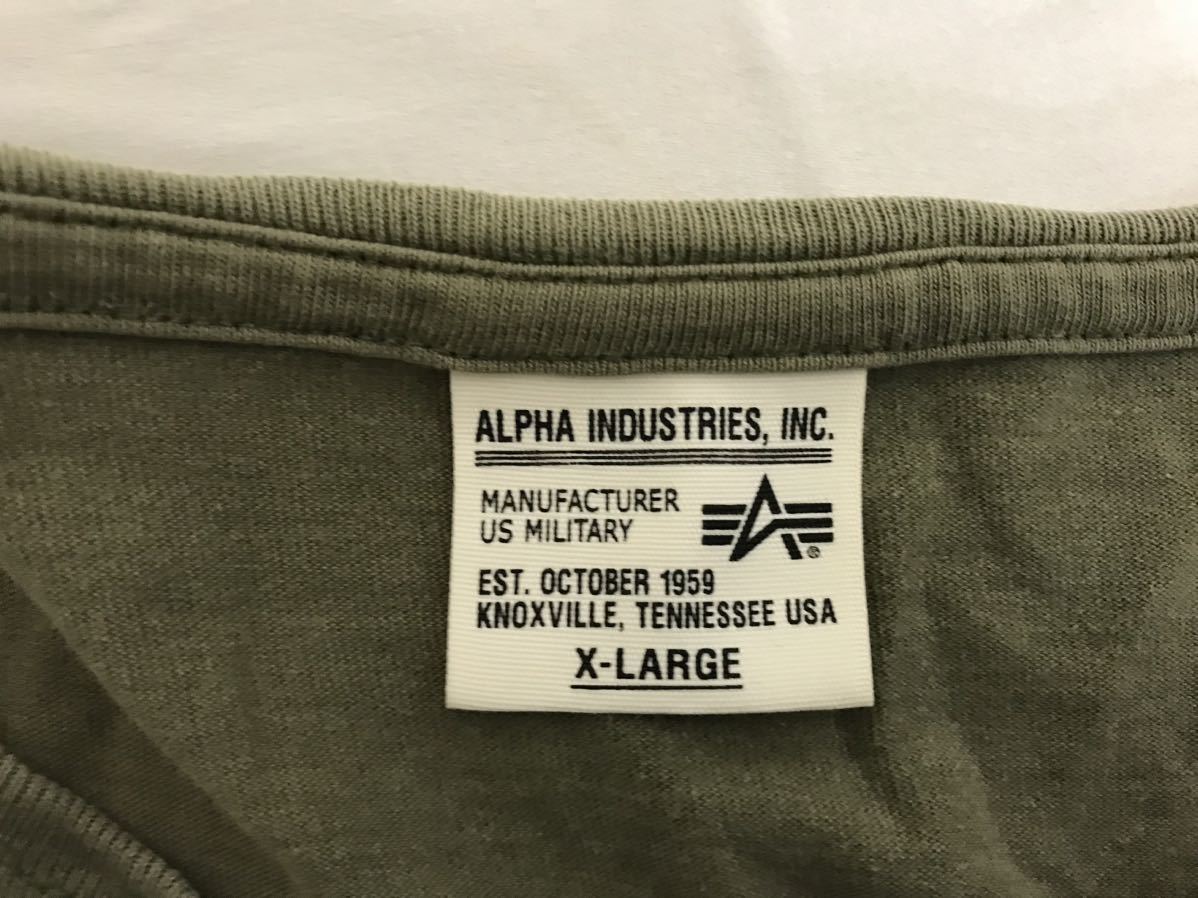 ALPHA INDUSTRIES, INC.
MANUFACTURER
US MILITARY
®
EST. OCTOBER 1959
KNOXVILLE, TENNESSEE USA
X-LARGE